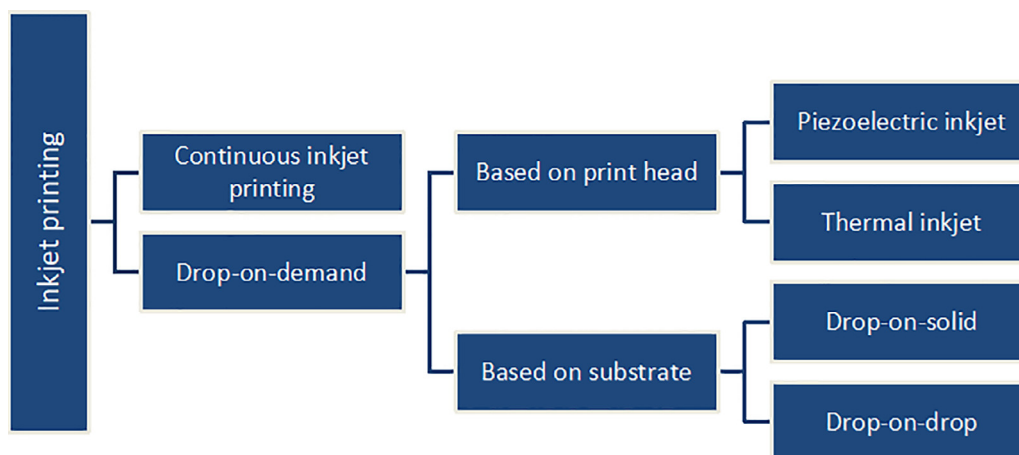 Inkjet printing
Continuous inkjet
printing
Drop-on-demand
Based on print head
Based on substrate
Piezoelectric inkjet
Thermal inkjet
Drop-on-solid
Drop-on-drop